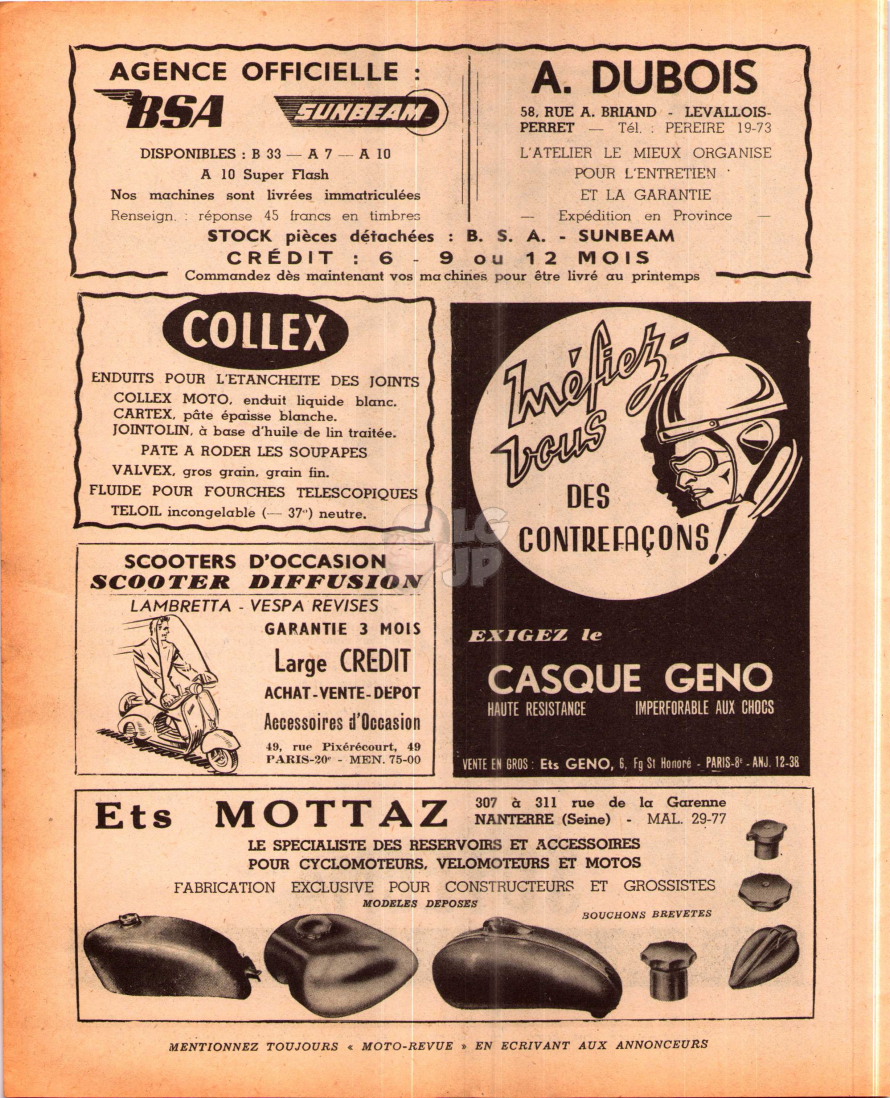 AGENCE OFFICIELLE :
BSA SUNBEAM
DISPONIBLES : B 33 — A 7 — A 10
A 10 Super Flash
Nos machines sont livrées immatriculées
Renseign. : réponse 45 francs en timbres
A. DUBOIS
58, RUE A. BRIAND - LEVALLOIS-
PERRET — Tél. : PEREIRE 19-73
L'ATELIER LE MIEUX ORGANISE
POUR L'ENTRETIEN
ET LA GARANTIE
— Expédition en Province —
STOCK pièces détachées : B. S. A. - SUNBEAM
CRÉDIT : 6 - 9 ou 12 MOIS
Commandez dès maintenant vos machines pour être livré au printemps
COLLEX
ENDUITS POUR L'ETANCHEITE DES JOINTS
COLLEX MOTO, enduit liquide blanc.
CARTEX, pâte épaisse blanche.
JOINTOLIN, à base d'huile de lin traitée.
PATE A RODER LES SOUPAPES
VALVEX, gros grain, grain fin.
FLUIDE POUR FOURCHES TELESCOPIQUES
TELOIL incongelable (— 37°) neutre.
Méfiez-
vous
DES
CONTREFAÇONS !
EXIGEZ le
CASQUE GENO
HAUTE RESISTANCE IMPERFORABLE AUX CHOCS
VENTE EN GROS : Ets GENO, 6, Fg St Honoré - PARIS-8e - ANJ. 12-38
SCOOTERS D'OCCASION
SCOOTER DIFFUSION
LAMBRETTA - VESPA REVISES
GARANTIE 3 MOIS
Large CREDIT
ACHAT-VENTE-DEPOT
Accessoires d'Occasion
49, rue Pixérécourt, 49
PARIS-20e - MEN. 75-00
Ets MOTTAZ
307 à 311 rue de la Garenne
NANTERRE (Seine) - MAL. 29-77
LE SPECIALISTE DES RESERVOIRS ET ACCESSOIRES
POUR CYCLOMOTEURS, VELOMOTEURS ET MOTOS
FABRICATION EXCLUSIVE POUR CONSTRUCTEURS ET GROSSISTES
MODELES DEPOSES
BOUCHONS BREVETES
MENTIONNEZ TOUJOURS « MOTO-REVUE » EN ECRIVANT AUX ANNONCEURS
LG
JP